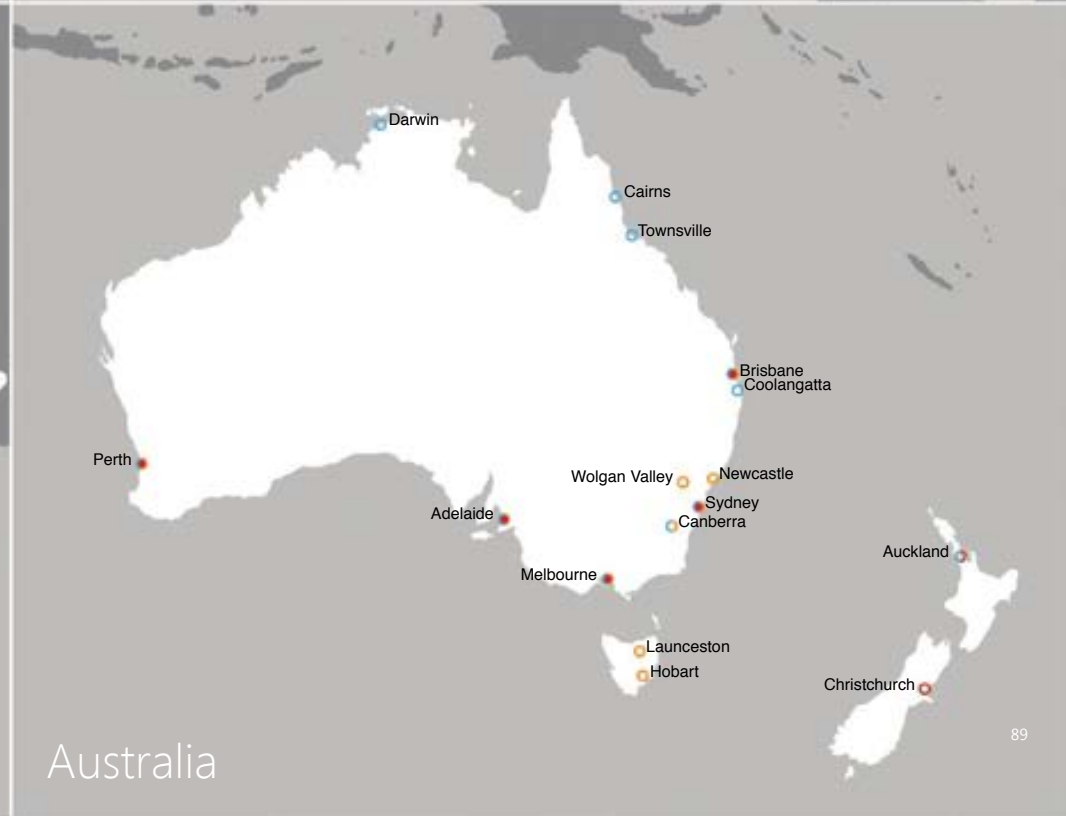 Darwin
Cairns
Townsville
Brisbane
Coolangatta
Perth
Wolgan Valley
Newcastle
Sydney
Adelaide
Canberra
Auckland
Melbourne
Launceston
Hobart
Christchurch
89
Australia